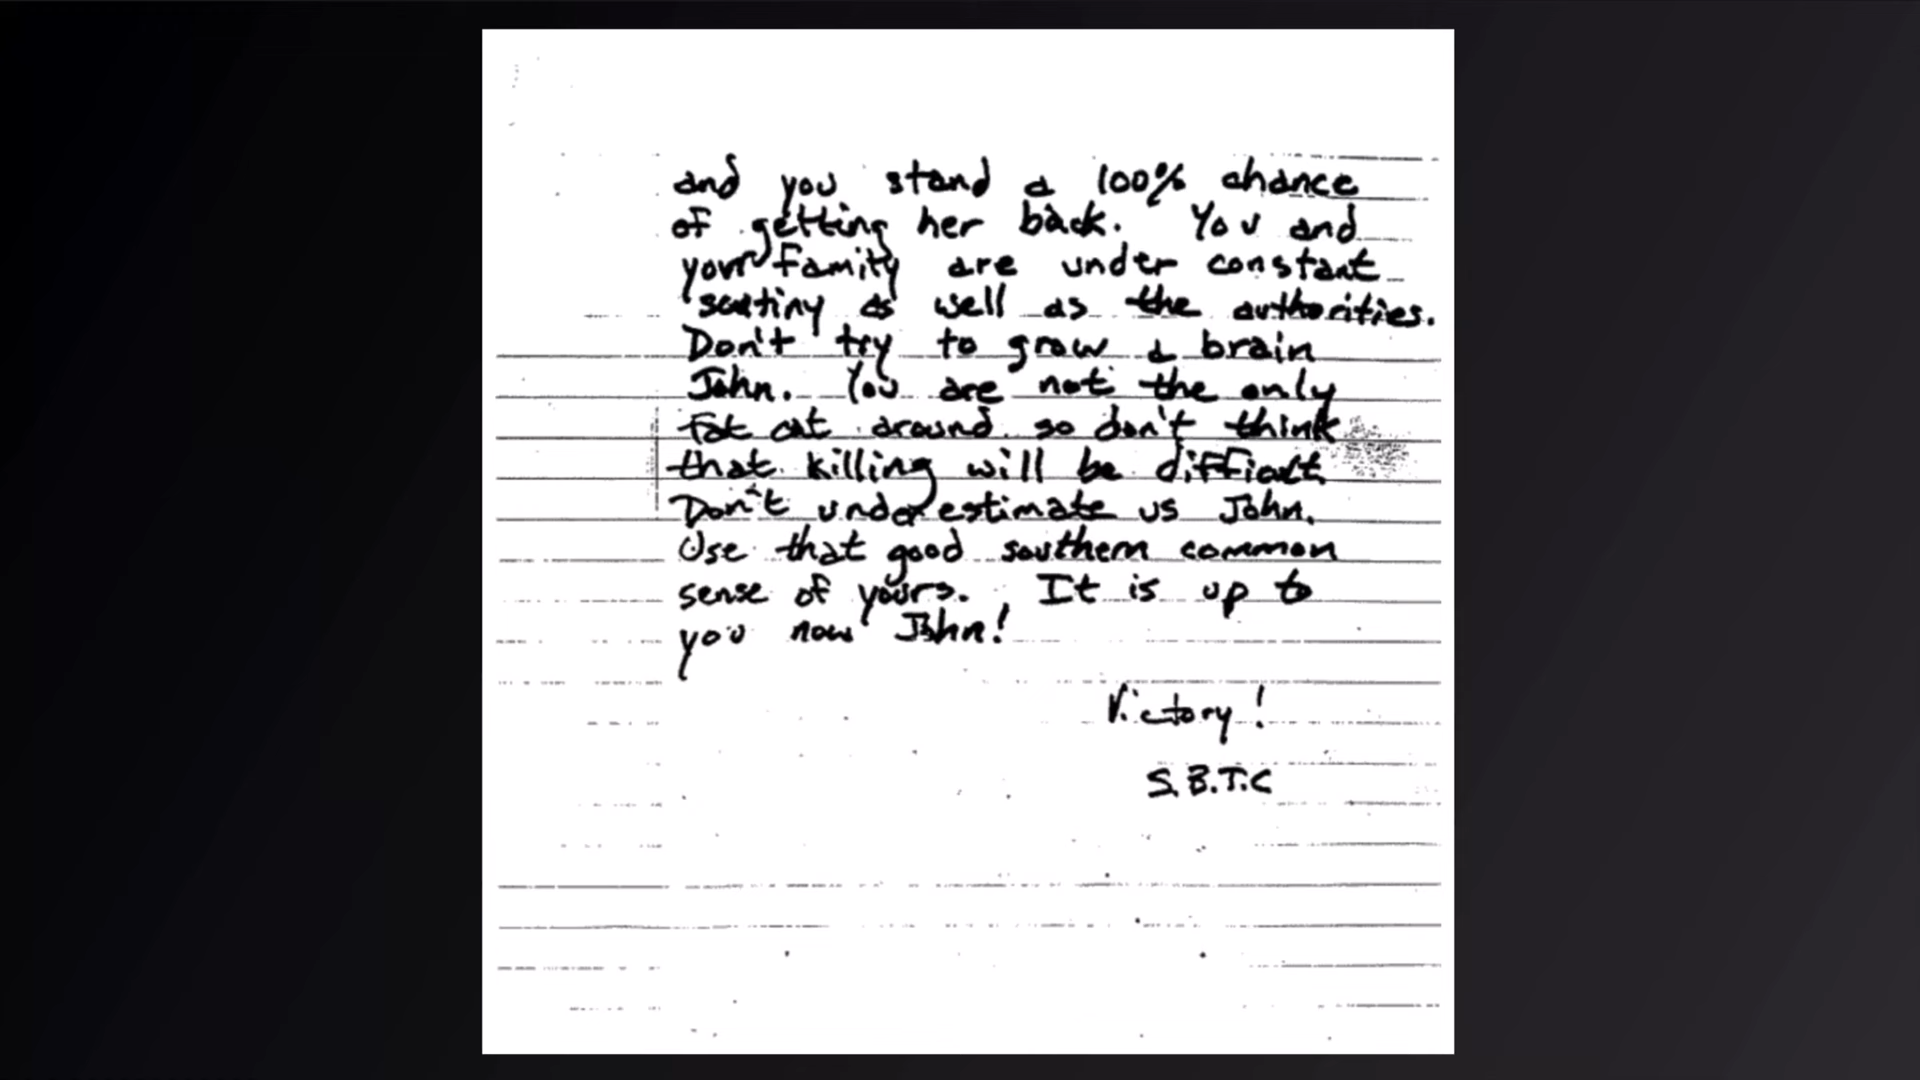 and you stand a 100% chance
of getting her back. You and
your family are under constant
scutiny as well as the authorities.
Don't try to grow a brain
John. You are not the only
fat cat around so don't think
that killing will be difficult.
Don't underestimate us John.
Use that good southern common
sense of yours. It is up to
you now John!
Victory!
S.B.T.C